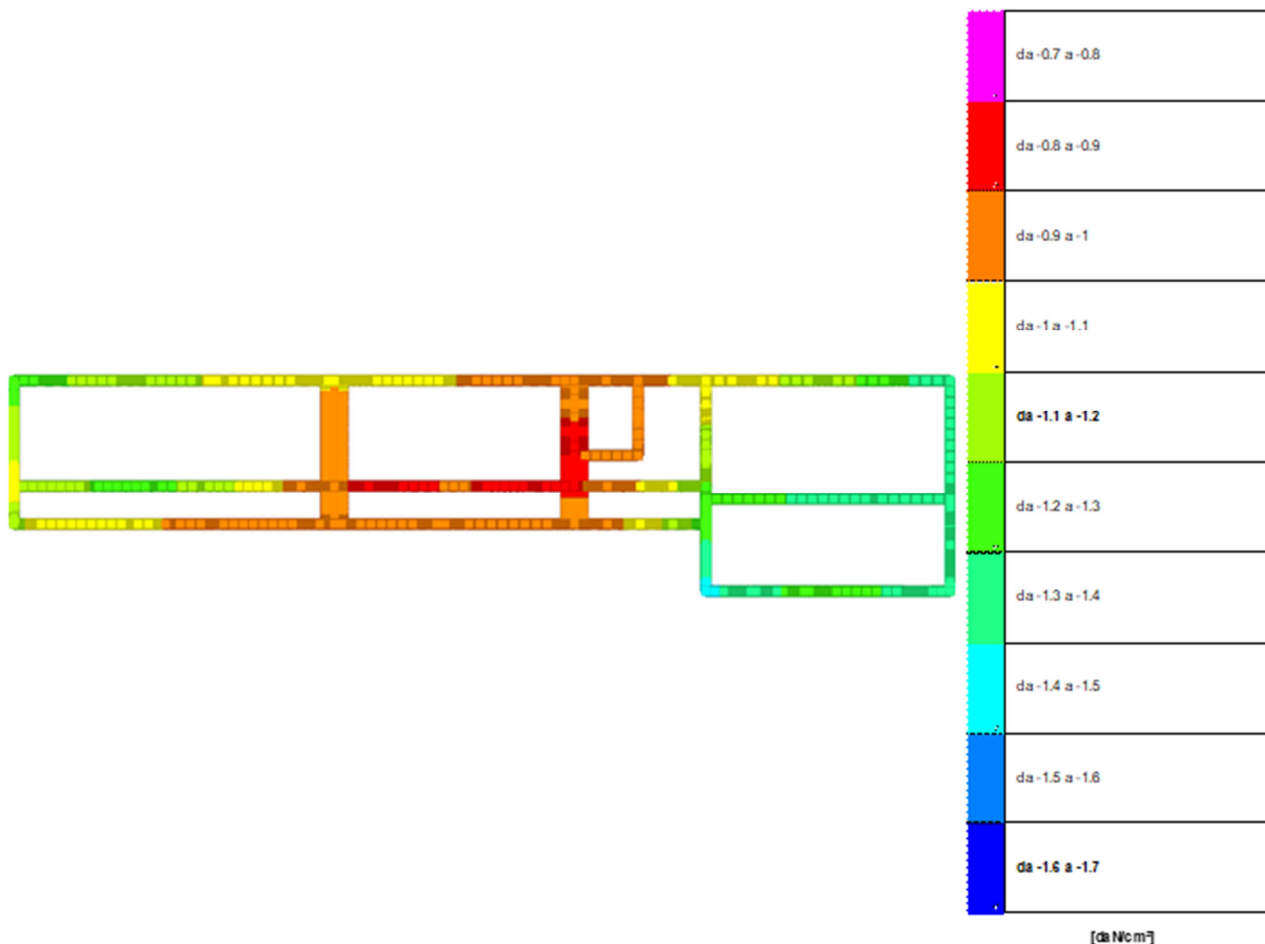 da -0.7 a -0.8
da -0.8 a -0.9
da -0.9 a -1
da -1 a -1.1
da -1.1 a -1.2
da -1.2 a -1.3
da -1.3 a -1.4
da -1.4 a -1.5
da -1.5 a -1.6
da -1.6 a -1.7
[daN/cm²]